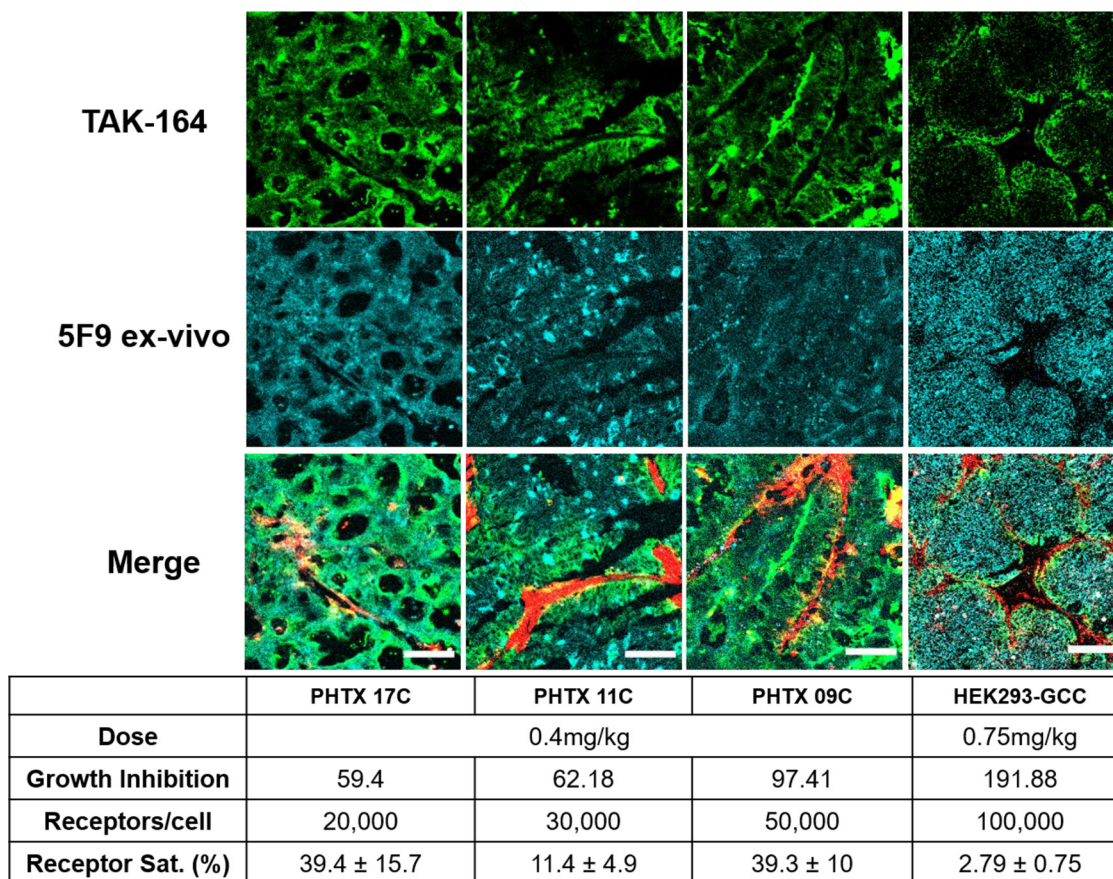 TAK-164
5F9 ex-vivo
Merge
PHTX 17C PHTX 11C PHTX 09C HEK293-GCC
Dose 0.4mg/kg 0.75mg/kg
Growth Inhibition 59.4 62.18 97.41 191.88
Receptors/cell 20,000 30,000 50,000 100,000
Receptor Sat. (%) 39.4 ± 15.7 11.4 ± 4.9 39.3 ± 10 2.79 ± 0.75